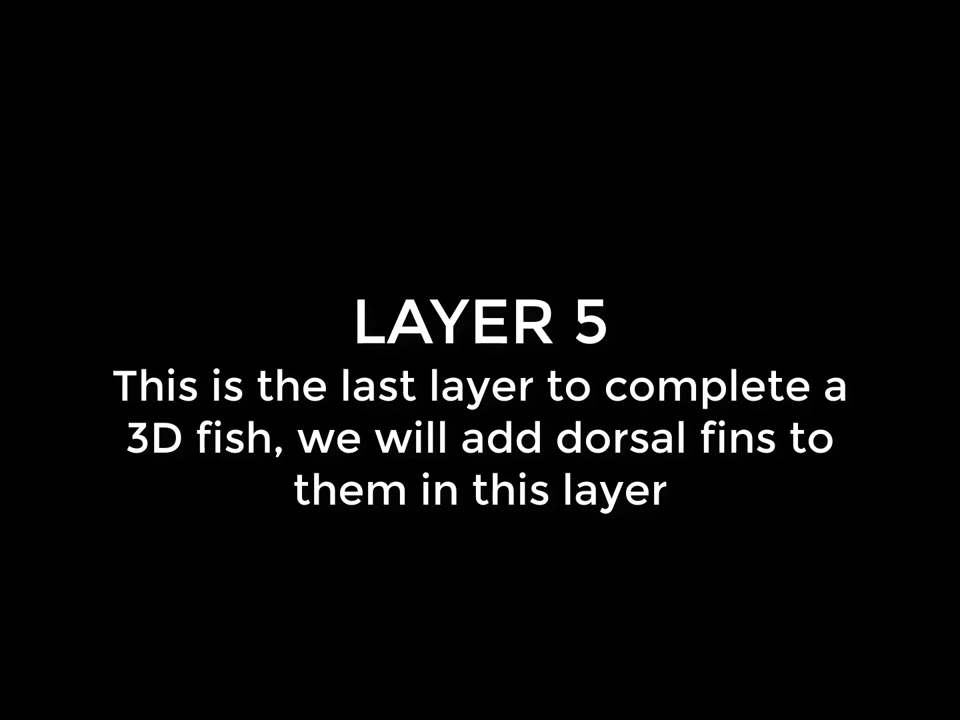 LAYER 5
This is the last layer to complete a
3D fish, we will add dorsal fins to
them in this layer